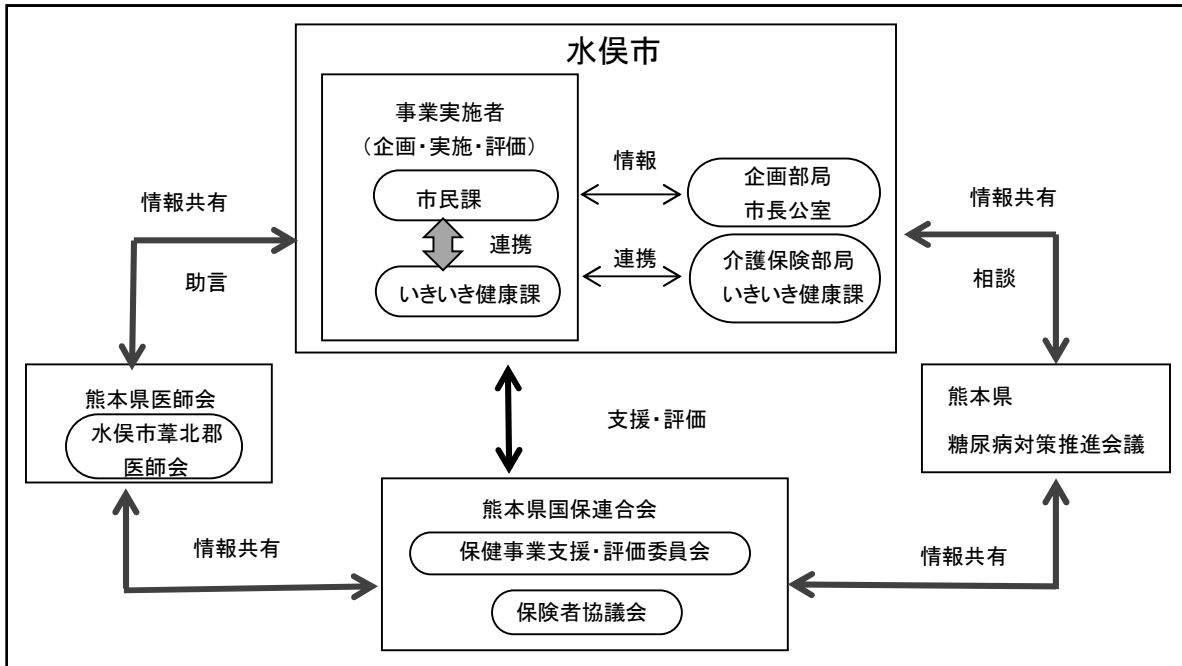 水俣市
事業実施者
（企画・実施・評価）
市民課
連携
いきいき健康課
情報
企画部局
市長公室
連携
介護保険部局
いきいき健康課
情報共有
助言
情報共有
相談
熊本県医師会
水俣市葦北郡
医師会
支援・評価
熊本県
糖尿病対策推進会議
情報共有
熊本県国保連合会
保健事業支援・評価委員会
保険者協議会
情報共有